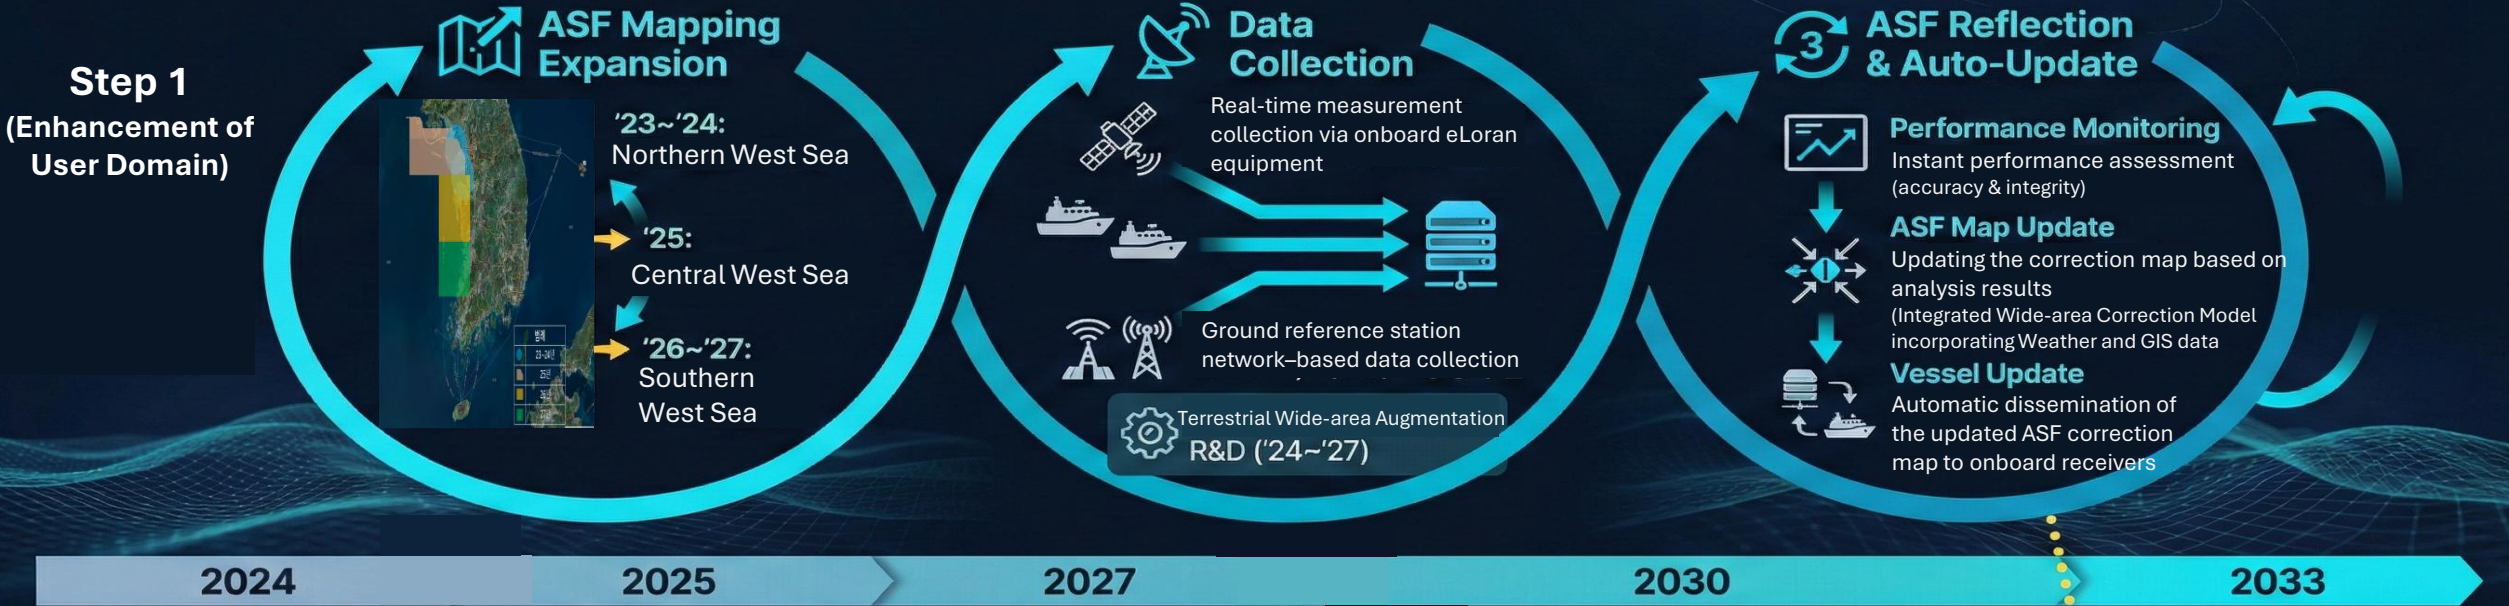 Step 1
(Enhancement of
User Domain)
ASF Mapping
Expansion
'23~'24:
Northern West Sea
'25:
Central West Sea
'26~'27:
Southern
West Sea
Data
Collection
Real-time measurement
collection via onboard eLoran
equipment
Ground reference station
network–based data collection
Terrestrial Wide-area Augmentation
R&D ('24~'27)
3
ASF Reflection
& Auto-Update
Performance Monitoring
Instant performance assessment
(accuracy & integrity)
ASF Map Update
Updating the correction map based on
analysis results
(Integrated Wide-area Correction Model
incorporating Weather and GIS data
Vessel Update
Automatic dissemination of
the updated ASF correction
map to onboard receivers
2024
2025
2027
2030
2033